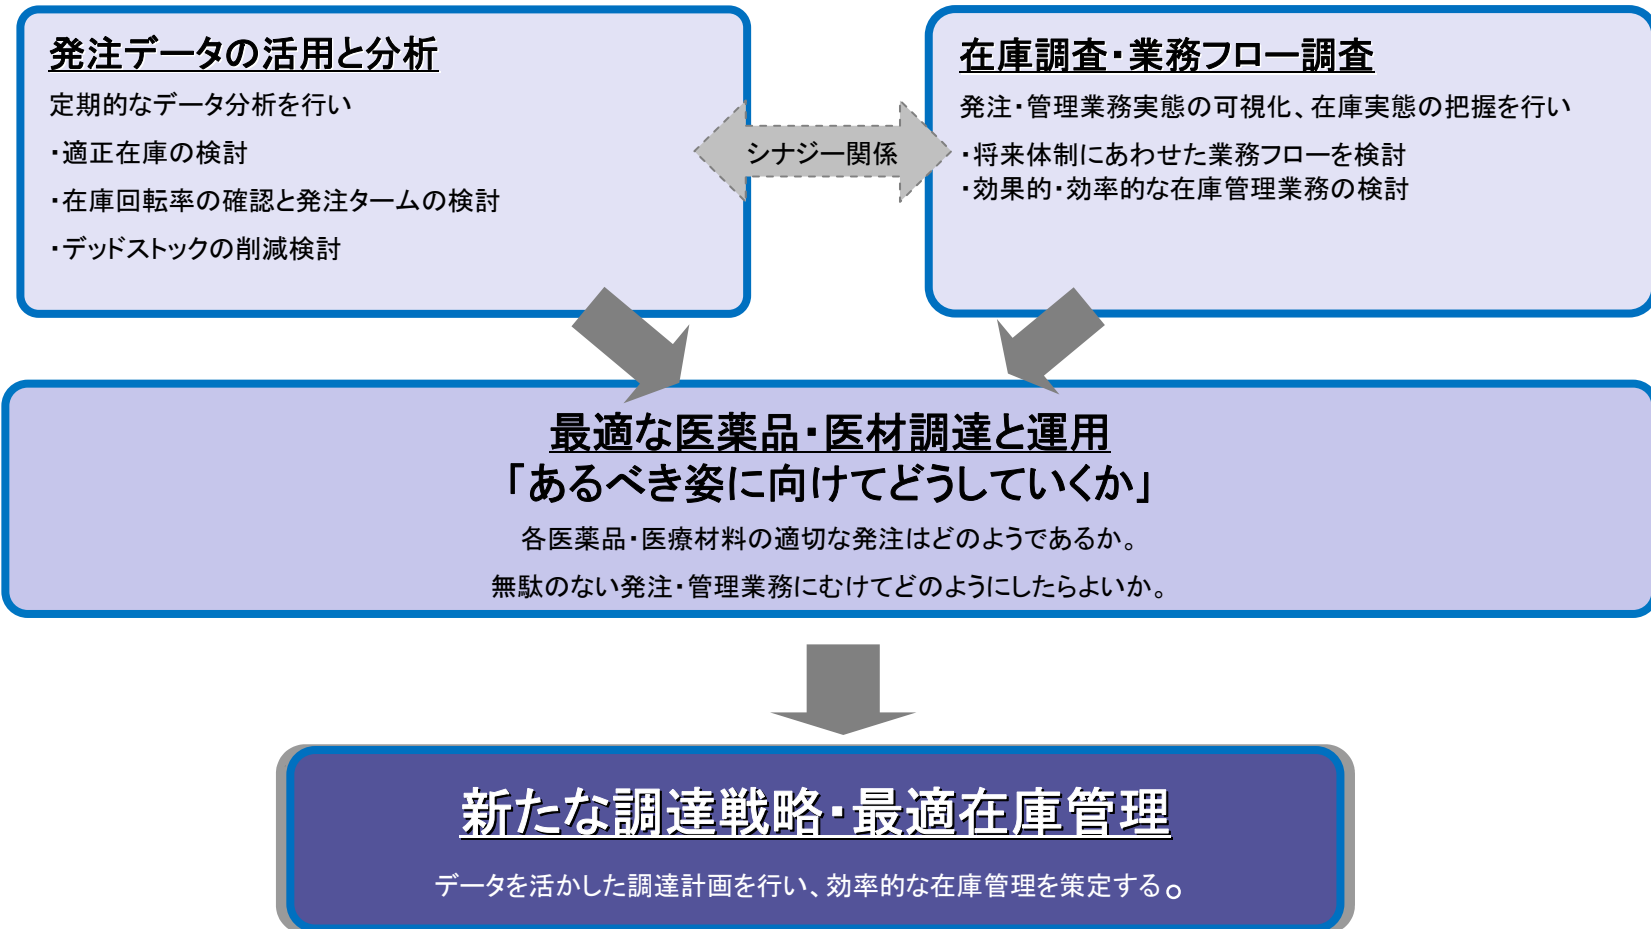 発注データの活用と分析
定期的なデータ分析を行い
・適正在庫の検討
・在庫回転率の確認と発注タームの検討
・デッドストックの削減検討
シナジー関係
在庫調査・業務フロー調査
発注・管理業務実態の可視化、在庫実態の把握を行い
・将来体制にあわせた業務フローを検討
・効果的・効率的な在庫管理業務の検討
最適な医薬品・医材調達と運用
「あるべき姿に向けてどうしていくか」
各医薬品・医療材料の適切な発注はどのようであるか。
無駄のない発注・管理業務にむけてどのようにしたらよいか。
新たな調達戦略・最適在庫管理
データを活かした調達計画を行い、効率的な在庫管理を策定する。